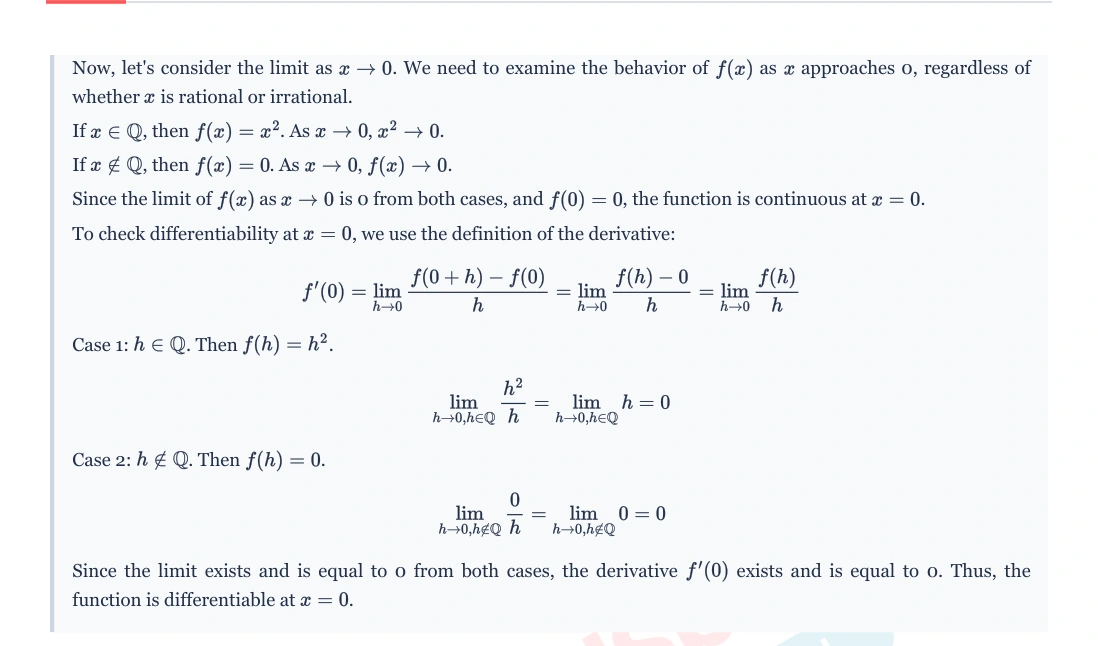 Now, let's consider the limit as x → 0. We need to examine the behavior of f(x) as x approaches 0, regardless of
whether x is rational or irrational.
If x ∈ ℚ, then f(x) = x². As x → 0, x² → 0.
If x ∉ ℚ, then f(x) = 0. As x → 0, f(x) → 0.
Since the limit of f(x) as x → 0 is 0 from both cases, and f(0) = 0, the function is continuous at x = 0.
To check differentiability at x = 0, we use the definition of the derivative:
f′(0) = lim_{h→0} (f(0 + h) − f(0))/h = lim_{h→0} (f(h) − 0)/h = lim_{h→0} f(h)/h
Case 1: h ∈ ℚ. Then f(h) = h².
lim_{h→0,h∈ℚ} h²/h = lim_{h→0,h∈ℚ} h = 0
Case 2: h ∉ ℚ. Then f(h) = 0.
lim_{h→0,h∉ℚ} 0/h = lim_{h→0,h∉ℚ} 0 = 0
Since the limit exists and is equal to 0 from both cases, the derivative f′(0) exists and is equal to 0. Thus, the
function is differentiable at x = 0.